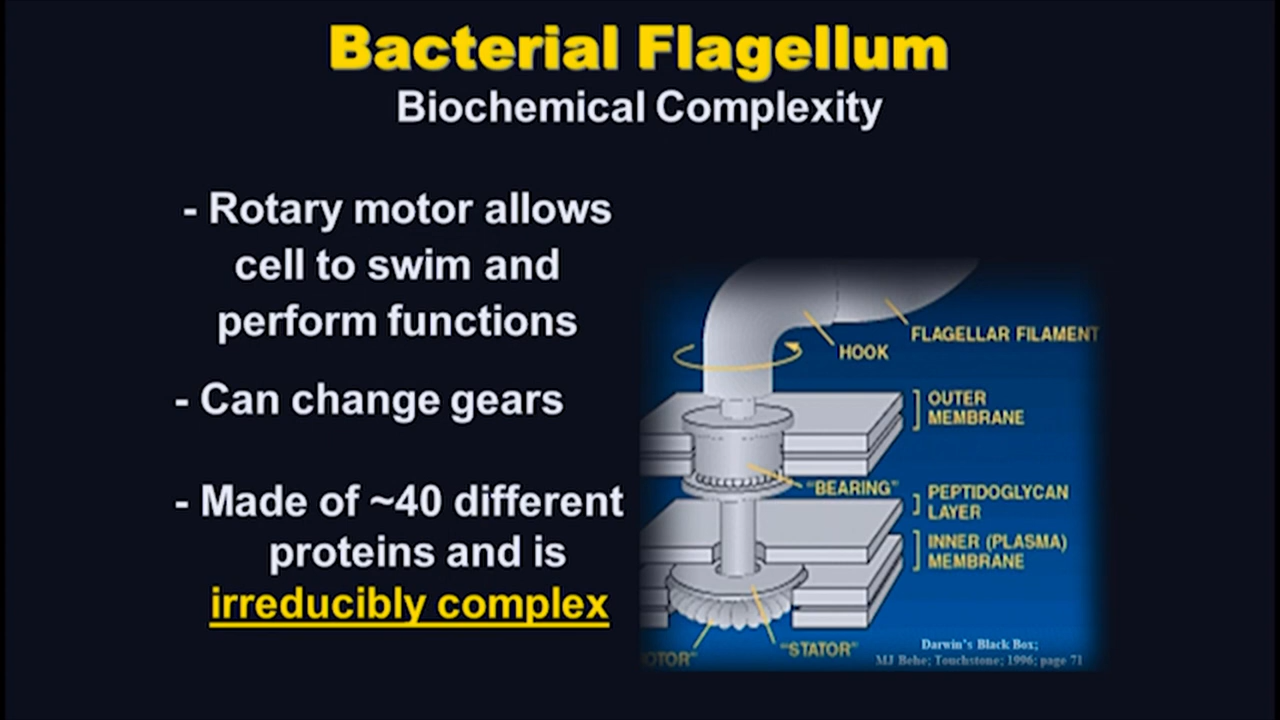 Bacterial Flagellum
Biochemical Complexity
- Rotary motor allows
cell to swim and
perform functions
- Can change gears
- Made of ~40 different
proteins and is
irreducibly complex
FLAGELLAR FILAMENT
HOOK
OUTER
MEMBRANE
"BEARING"
PEPTIDOGLYCAN
LAYER
INNER (PLASMA)
MEMBRANE
"STATOR"
OTOR"
Darwin's Black Box;
MJ Behe; Touchstone; 1996; page 71